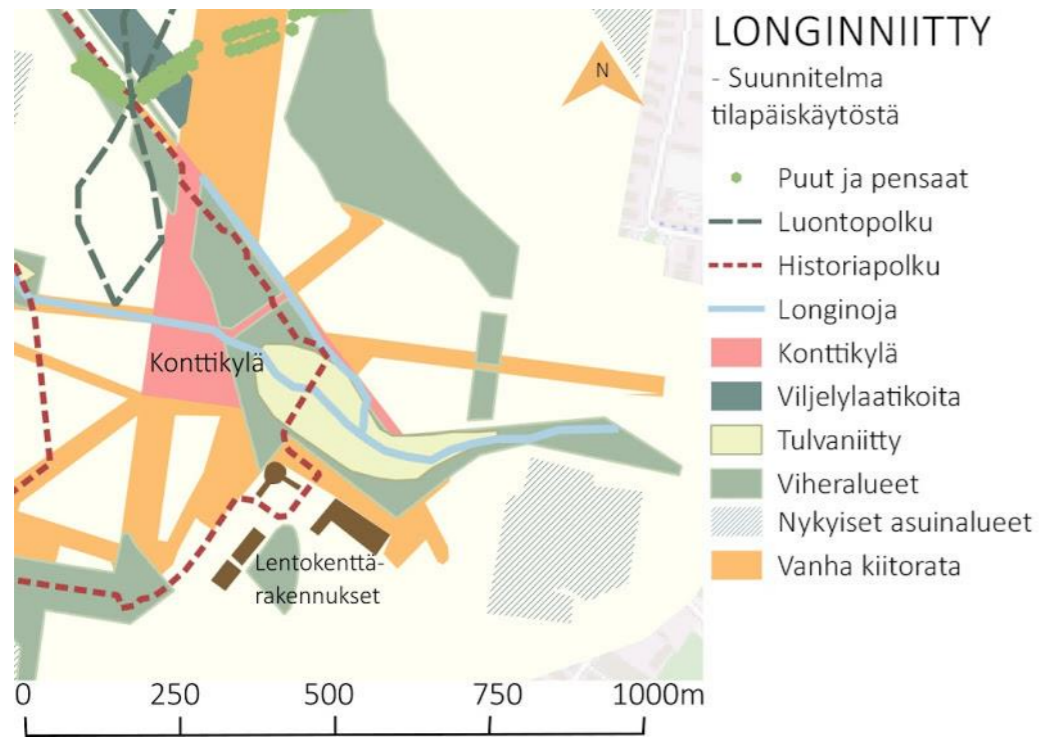 LONGINNIITTY
- Suunnitelma
tilapäiskäytöstä
N
Puut ja pensaat
Luontopolku
Historiapolku
Longinoja
Konttikylä
Viljelylaatikoita
Tulvaniitty
Viheralueet
Nykyiset asuinalueet
Vanha kiitorata
Konttikylä
Lentokenttä-
rakennukset
0 250 500 750 1000m